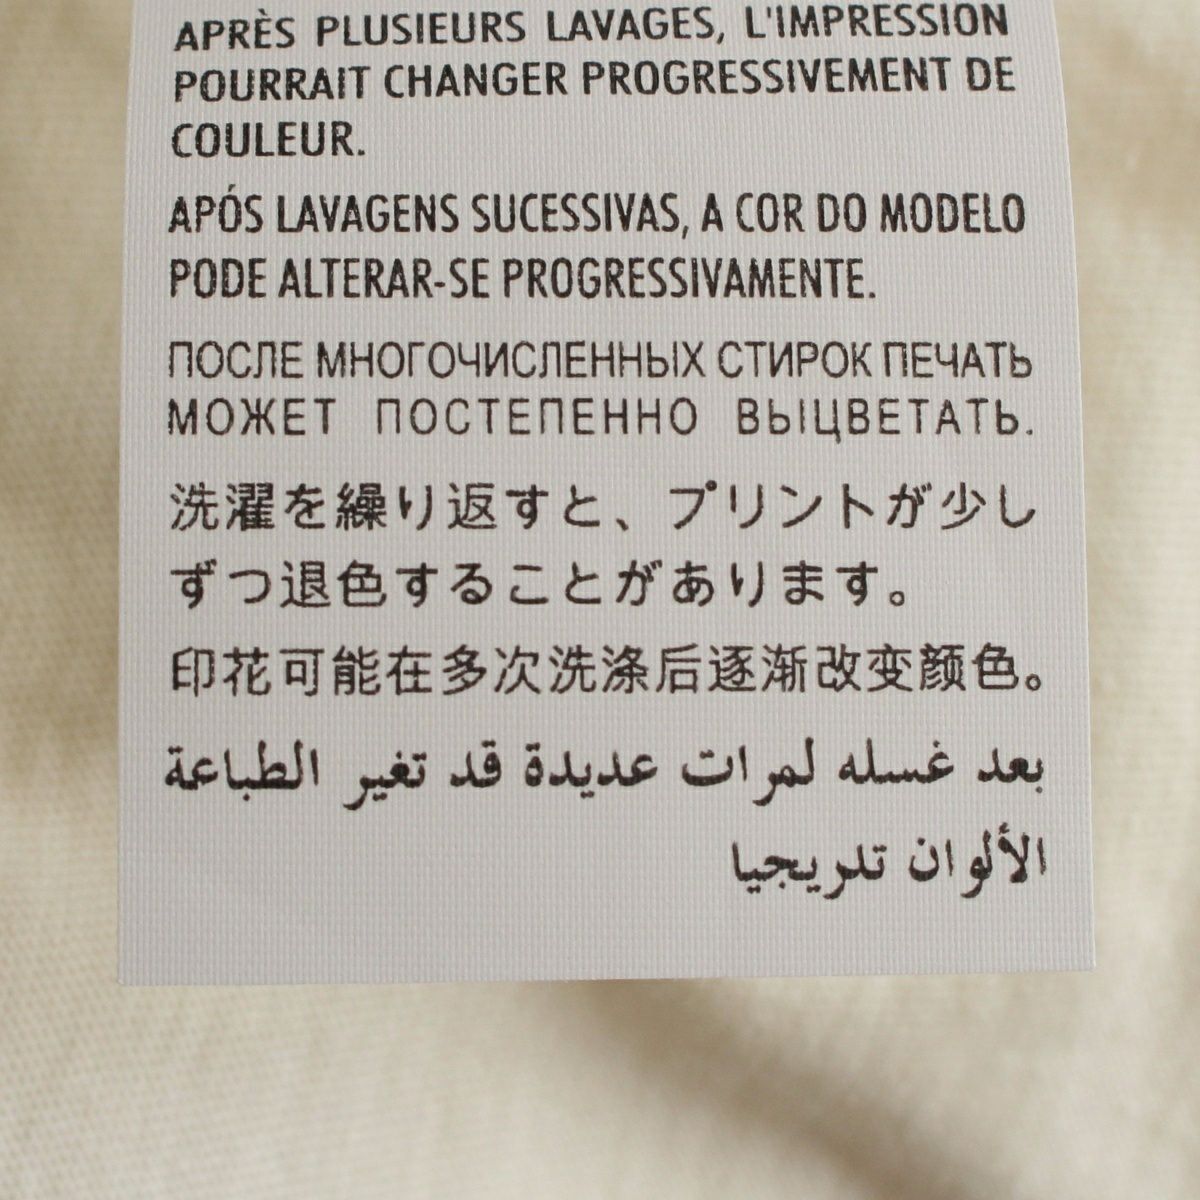 APRÈS PLUSIEURS LAVAGES, L'IMPRESSION
POURRAIT CHANGER PROGRESSIVEMENT DE
COULEUR.
APÓS LAVAGENS SUCESSIVAS, A COR DO MODELO
PODE ALTERAR-SE PROGRESSIVAMENTE.
ПОСЛЕ МНОГОЧИСЛЕННЫХ СТИРОК ПЕЧАТЬ
МОЖЕТ ПОСТЕПЕННО ВЫЦВЕТАТЬ.
洗濯を繰り返すと、プリントが少し
ずつ退色することがあります。
印花可能在多次洗涤后逐渐改变颜色。
بعد غسله لمرات عديدة قد تغير الطباعة
الألوان تدريجيا